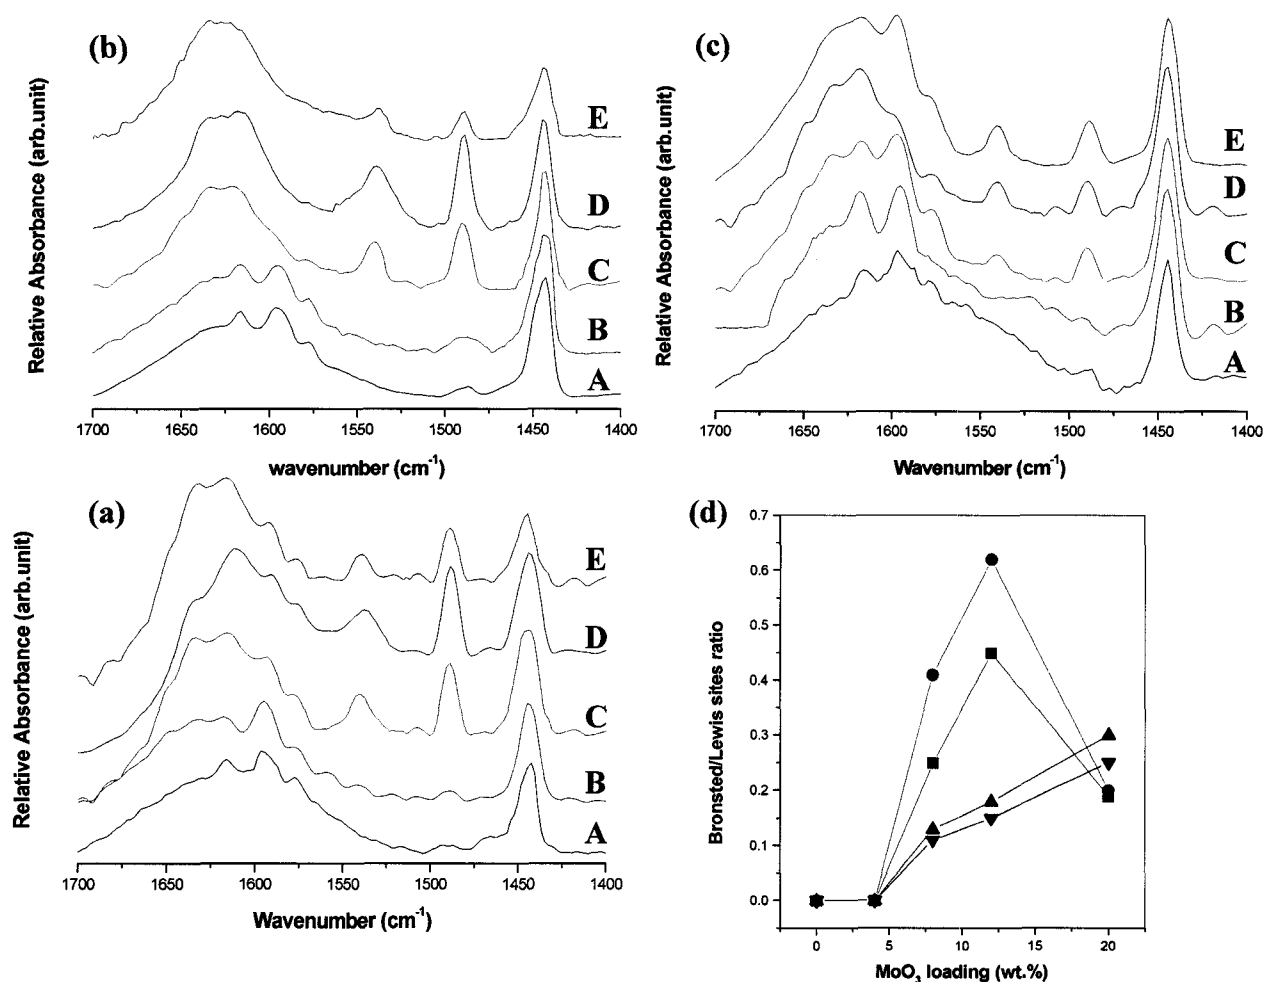 (b)
Relative Absorbance (arb.unit)
E
D
C
B
A
1700 1650 1600 1550 1500 1450 1400
wavenumber (cm-1)
(c)
Relative Absorbance (arb.unit)
E
D
C
B
A
1700 1650 1600 1550 1500 1450 1400
Wavenumber (cm-1)
(a)
Relative Absorbance (arb.unit)
E
D
C
B
A
1700 1650 1600 1550 1500 1450 1400
Wavenumber (cm-1)
(d)
Bronsted/Lewis sites ratio
0.7
0.6
0.5
0.4
0.3
0.2
0.1
0.0
0 5 10 15 20
MoO3 loading (wt.%)